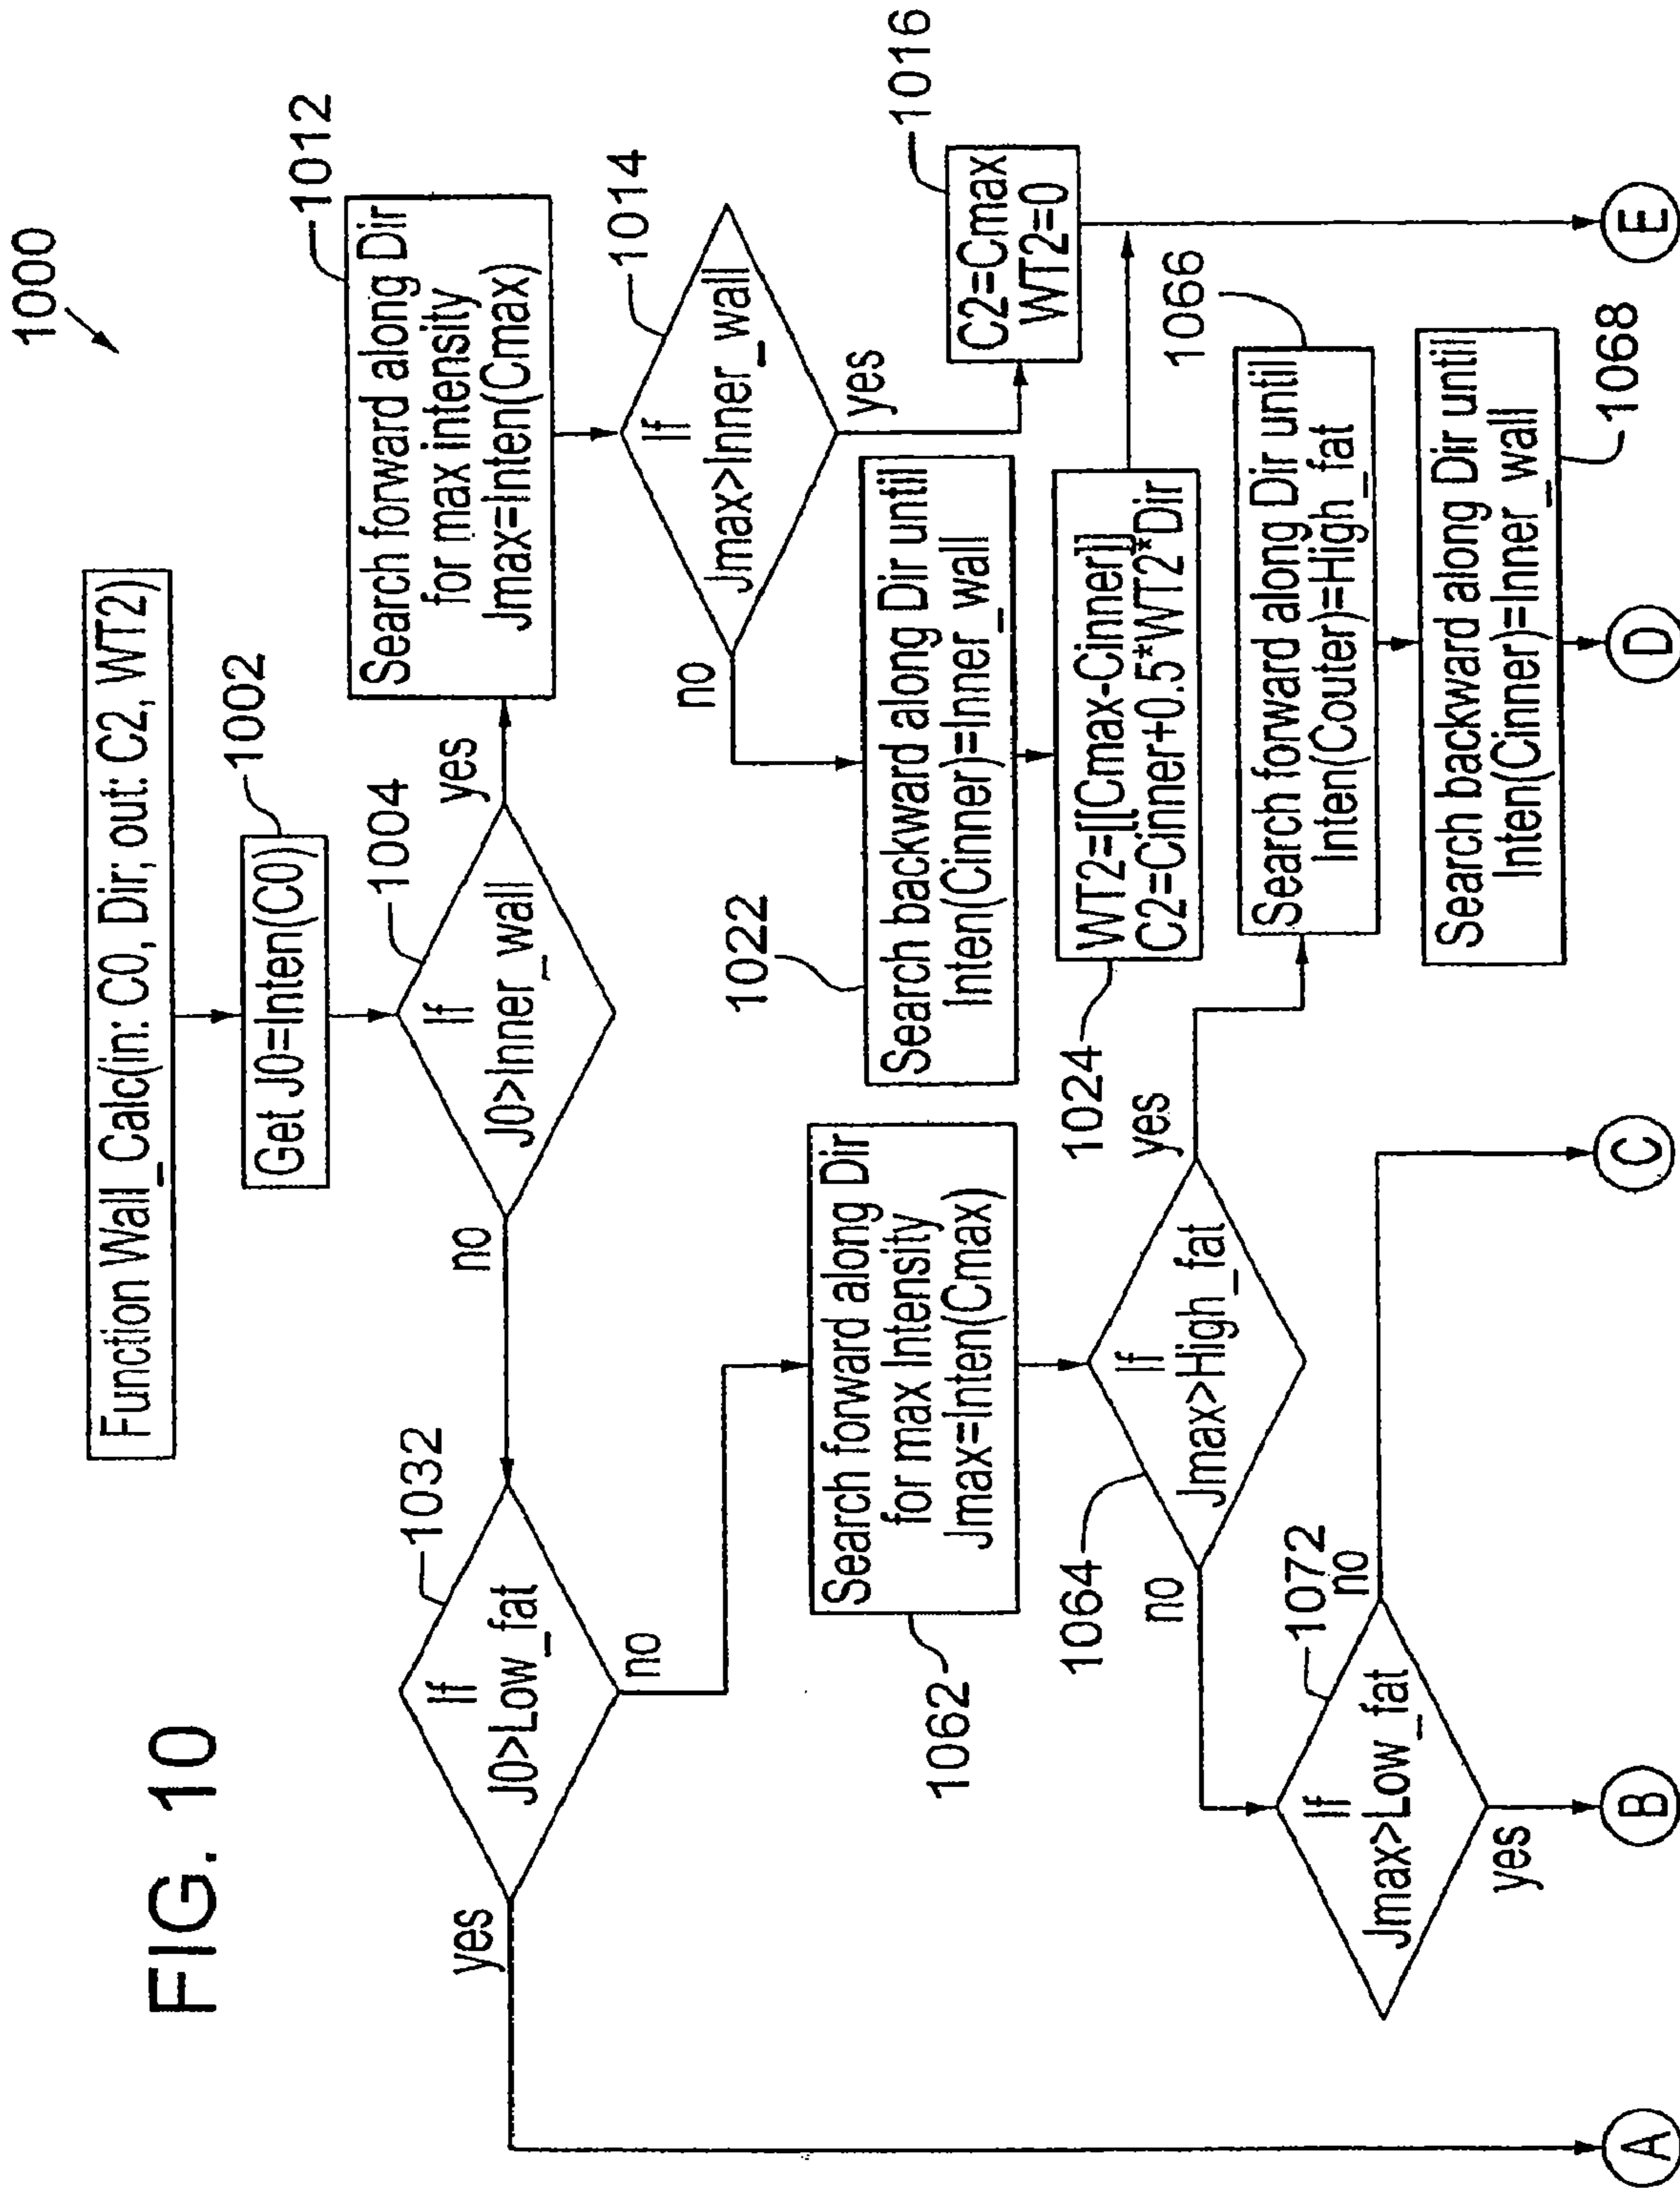 FIG. 10
1000
Function Wall_Calc(in: C0, Dir; out: C2, WT2)
1002
Get J0=Inten(C0)
1004
If
J0>Inner_wall
yes
no
1012
Search forward along Dir
for max intensity
Jmax=Inten(Cmax)
1014
If
Jmax>Inner_wall
no
yes
1016
C2=Cmax
WT2=0
1022
Search backward along Dir until
Inten(Cinner)=Inner_wall
1024
WT2=[[Cmax-Cinner]]
C2=Cinner+0.5*WT2*Dir
1032
If
J0>Low_fat
yes
no
1062
Search forward along Dir
for max Intensity
Jmax=Inten(Cmax)
1064
If
Jmax>High_fat
yes
no
1066
Search forward along Dir until
Inten(Couter)=High_fat
1068
Search backward along Dir until
Inten(Cinner)=Inner_wall
1072
If
Jmax>Low_fat
no
yes
A
B
C
D
E